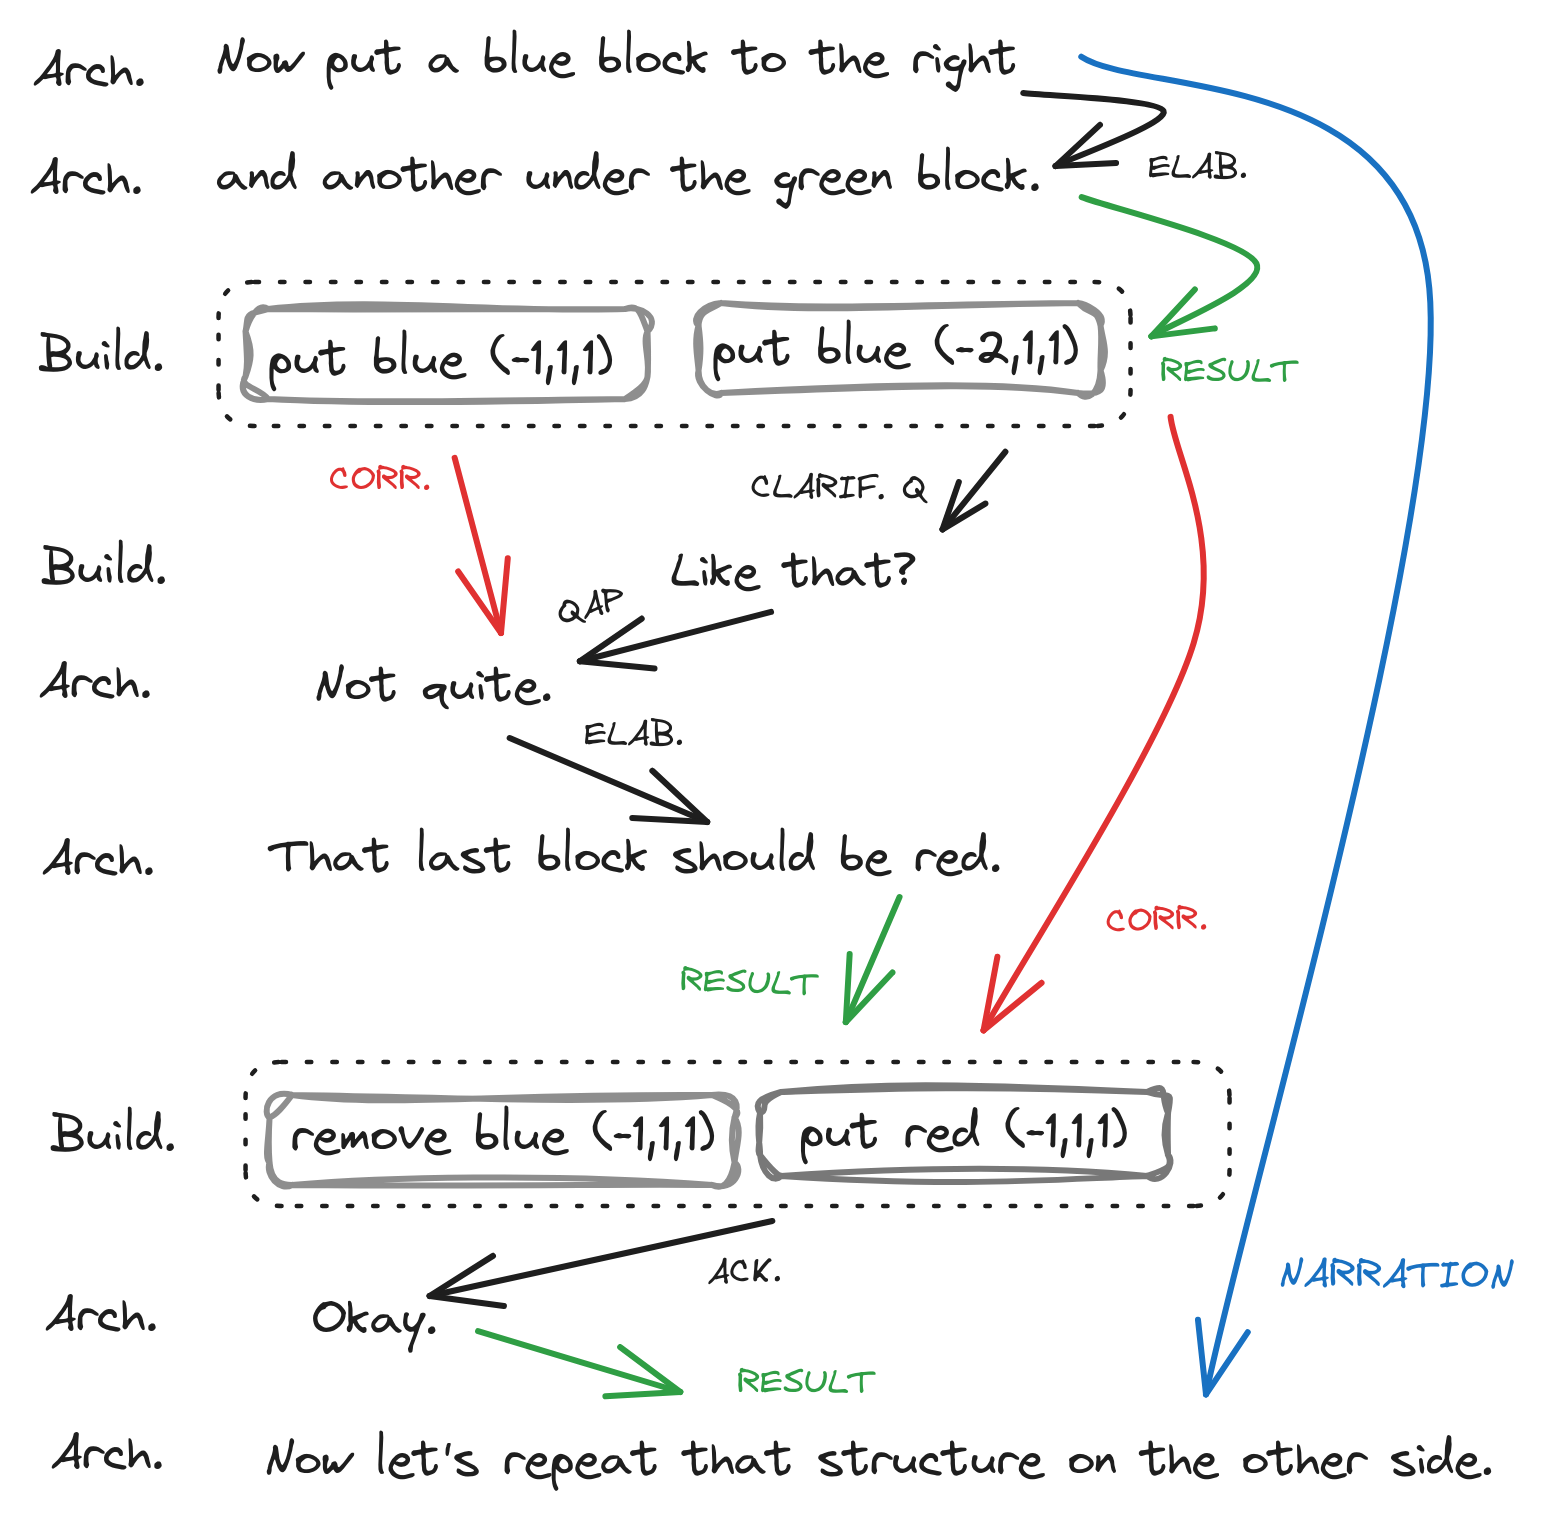 Arch. Now put a blue block to the right
Arch. and another under the green block.
ELAB.
Build. put blue (-1,1,1) put blue (-2,1,1)
RESULT
CORR.
CLARIF. Q
Build. Like that?
QAP
Arch. Not quite.
ELAB.
Arch. That last block should be red.
CORR.
RESULT
Build. remove blue (-1,1,1) put red (-1,1,1)
ACK.
NARRATION
Arch. Okay.
RESULT
Arch. Now let's repeat that structure on the other side.